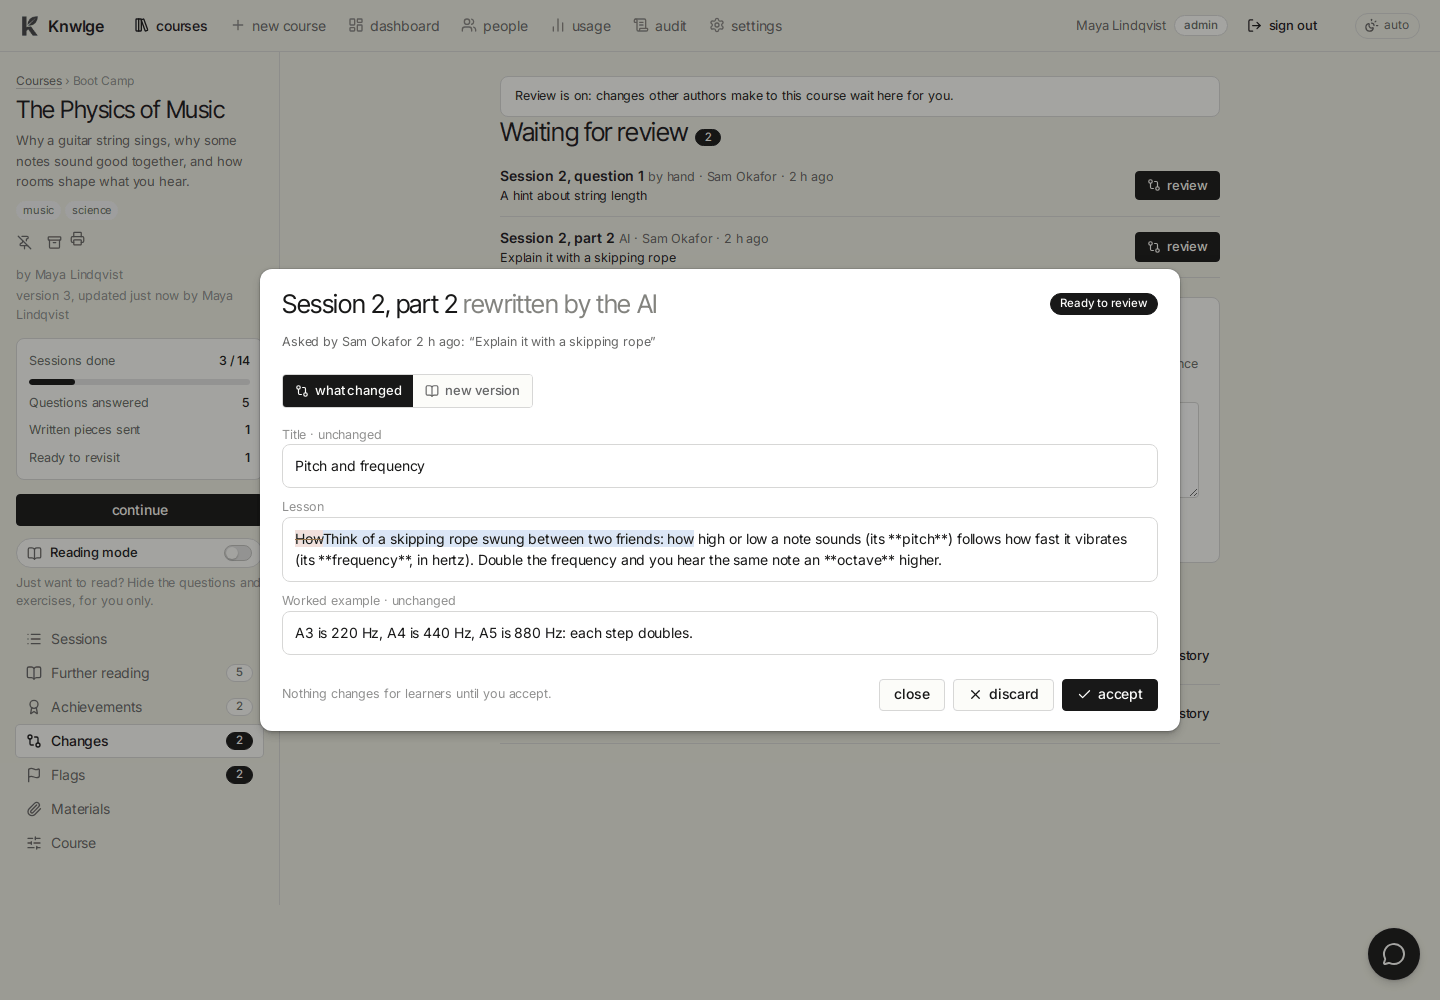 Knwlge
courses
new course
dashboard
people
usage
audit
settings
Maya Lindqvist
admin
sign out
auto
Courses › Boot Camp
The Physics of Music
Why a guitar string sings, why some
notes sound good together, and how
rooms shape what you hear.
music
science
by Maya Lindqvist
version 3, updated just now by Maya
Lindqvist
Sessions done 3 / 14
Questions answered 5
Written pieces sent 1
Ready to revisit 1
continue
Reading mode
Just want to read? Hide the questions and
exercises, for you only.
Sessions
Further reading 5
Achievements 2
Changes 2
Flags 2
Materials
Course
Review is on: changes other authors make to this course wait here for you.
Waiting for review 2
Session 2, question 1 by hand · Sam Okafor · 2 h ago
A hint about string length
review
Session 2, part 2 AI · Sam Okafor · 2 h ago
Explain it with a skipping rope
review
Session 2, part 2 rewritten by the AI
Ready to review
Asked by Sam Okafor 2 h ago: “Explain it with a skipping rope”
what changed
new version
Title · unchanged
Pitch and frequency
Lesson
HowThink of a skipping rope swung between two friends: how high or low a note sounds (its **pitch**) follows how fast it vibrates
(its **frequency**, in hertz). Double the frequency and you hear the same note an **octave** higher.
Worked example · unchanged
A3 is 220 Hz, A4 is 440 Hz, A5 is 880 Hz: each step doubles.
Nothing changes for learners until you accept.
close
discard
accept